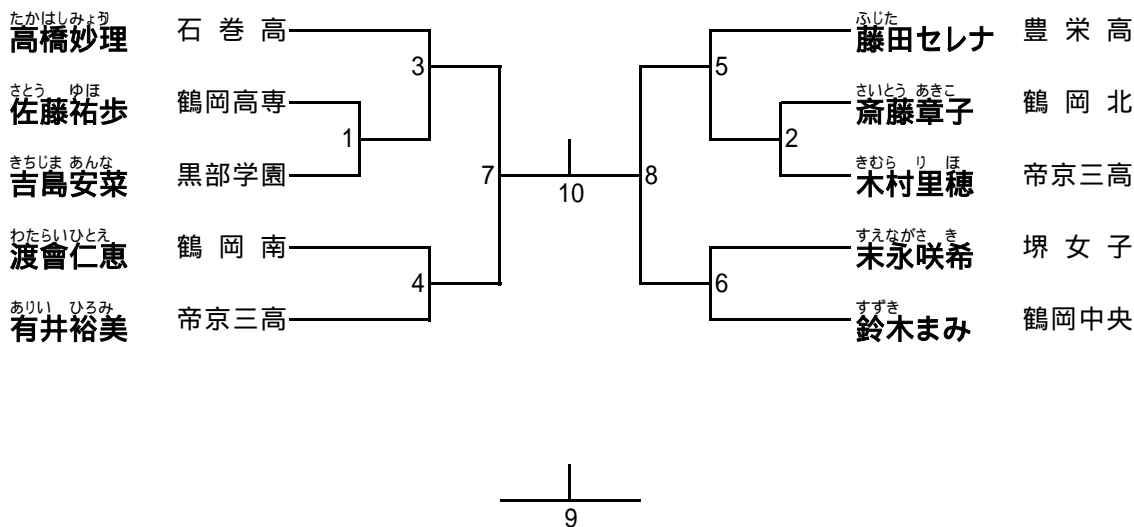 たかはしみょうり ふじた
高橋妙理 石巻高 藤田セレナ 豊栄高
3 5
さとう ゆほ さいとう あきこ
佐藤祐歩 鶴岡高専 斎藤章子 鶴岡北
1 2
きちじま あんな きむら り ほ
吉島安菜 黒部学園 7 8 木村里穂 帝京三高
10
わたらいひとえ すえながさ き
渡會仁恵 鶴岡南 末永咲希 堺女子
4 6
ありい ひろみ すずき
有井裕美 帝京三高 鈴木まみ 鶴岡中央
9